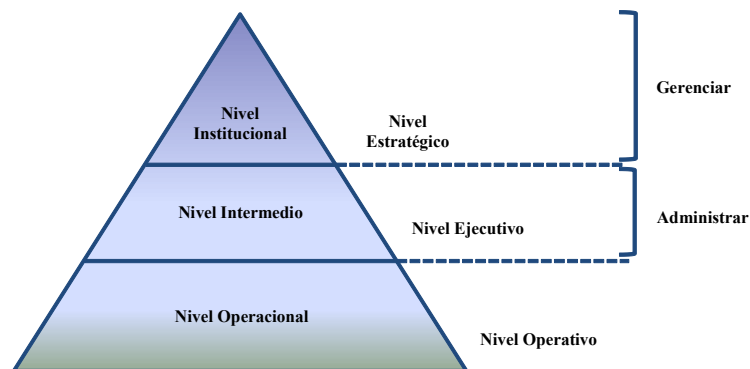 Nivel
Institucional
Nivel
Estratégico
Gerenciar
Nivel Intermedio
Nivel Ejecutivo
Administrar
Nivel Operacional
Nivel Operativo